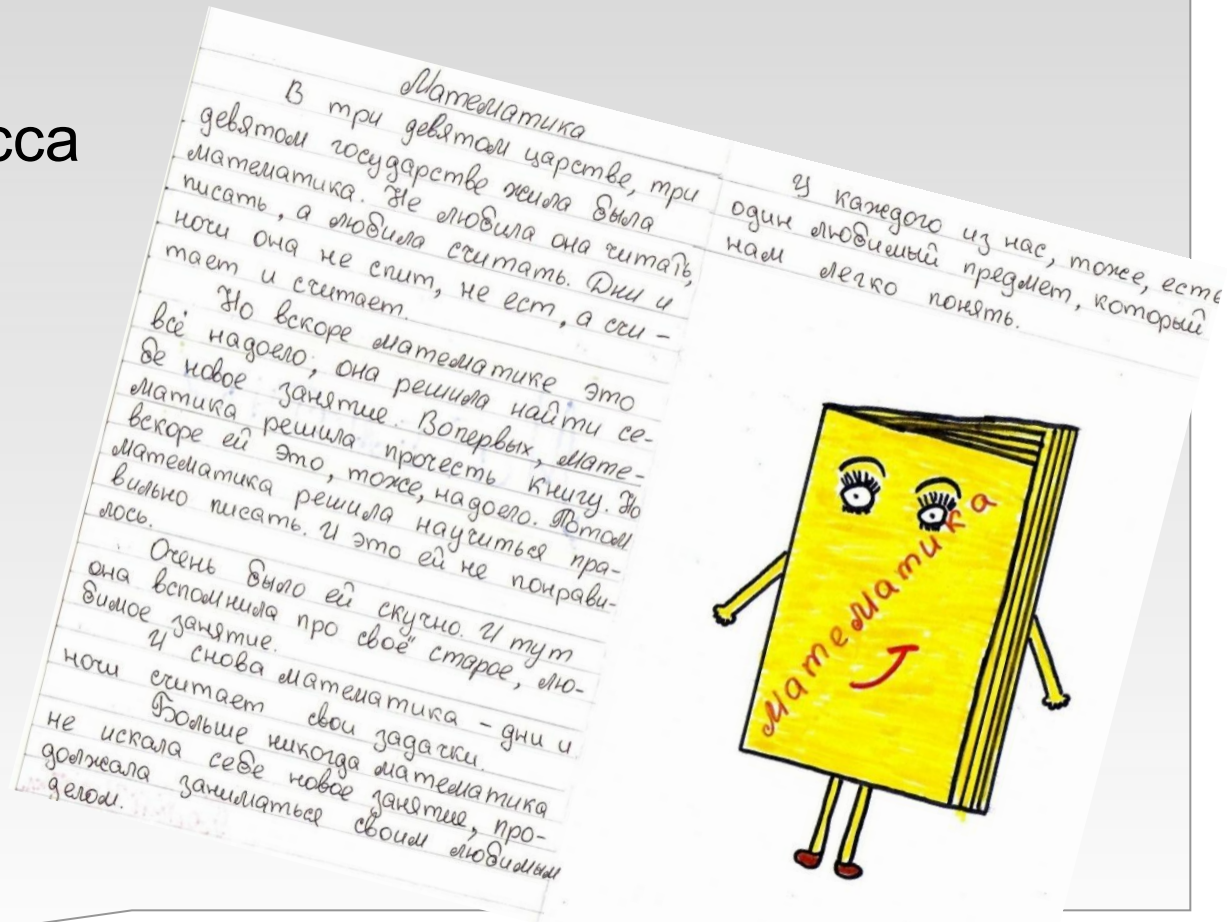 сса
Математика
В три девятом царстве, три
девятом государстве жила была
математика. Не любила она читать,
писать, а любила считать. Дни и
ночи она не спит, не ест, а счи-
тает и считает.
Но вскоре математике это
всё надоело; она решила найти се-
бе новое занятие. Вопервых, мате-
матика решила прочесть книгу. Но
вскоре ей это, тоже, надоело. Потом
математика решила научиться пра-
вильно писать. И это ей не понрави-
лось.
Очень было ей скучно. И тут
она вспомнила про своё старое, лю-
бимое занятие.
И снова математика - дни и
ночи считает свои задачки.
Больше никогда математика
не искала себе новое занятие, про-
должала заниматься своим любимым
делом.
У каждого из нас, тоже, есть
один любимый предмет, который
нам легко понять.
Математика